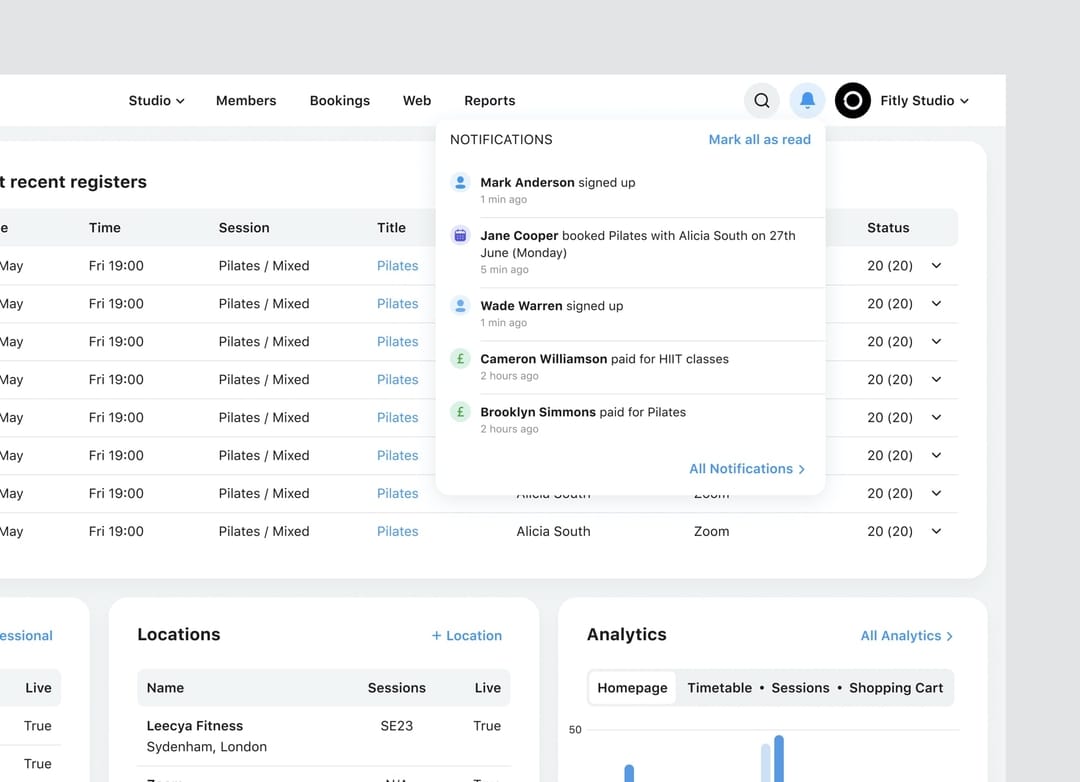 Studio Members Bookings Web Reports Fitly Studio
NOTIFICATIONS Mark all as read
Mark Anderson signed up
1 min ago
Jane Cooper booked Pilates with Alicia South on 27th
June (Monday)
5 min ago
Wade Warren signed up
1 min ago
£ Cameron Williamson paid for HIIT classes
2 hours ago
£ Brooklyn Simmons paid for Pilates
2 hours ago
All Notifications
t recent registers
e Time Session Title Status
May Fri 19:00 Pilates / Mixed Pilates 20 (20)
May Fri 19:00 Pilates / Mixed Pilates 20 (20)
May Fri 19:00 Pilates / Mixed Pilates 20 (20)
May Fri 19:00 Pilates / Mixed Pilates 20 (20)
May Fri 19:00 Pilates / Mixed Pilates 20 (20)
May Fri 19:00 Pilates / Mixed Pilates 20 (20)
May Fri 19:00 Pilates / Mixed Pilates Alicia South Zoom 20 (20)
May Fri 19:00 Pilates / Mixed Pilates Alicia South Zoom 20 (20)
essional
Live
True
True
Locations + Location
Name Sessions Live
Leecya Fitness SE23 True
Sydenham, London
Analytics All Analytics
Homepage Timetable • Sessions • Shopping Cart
50